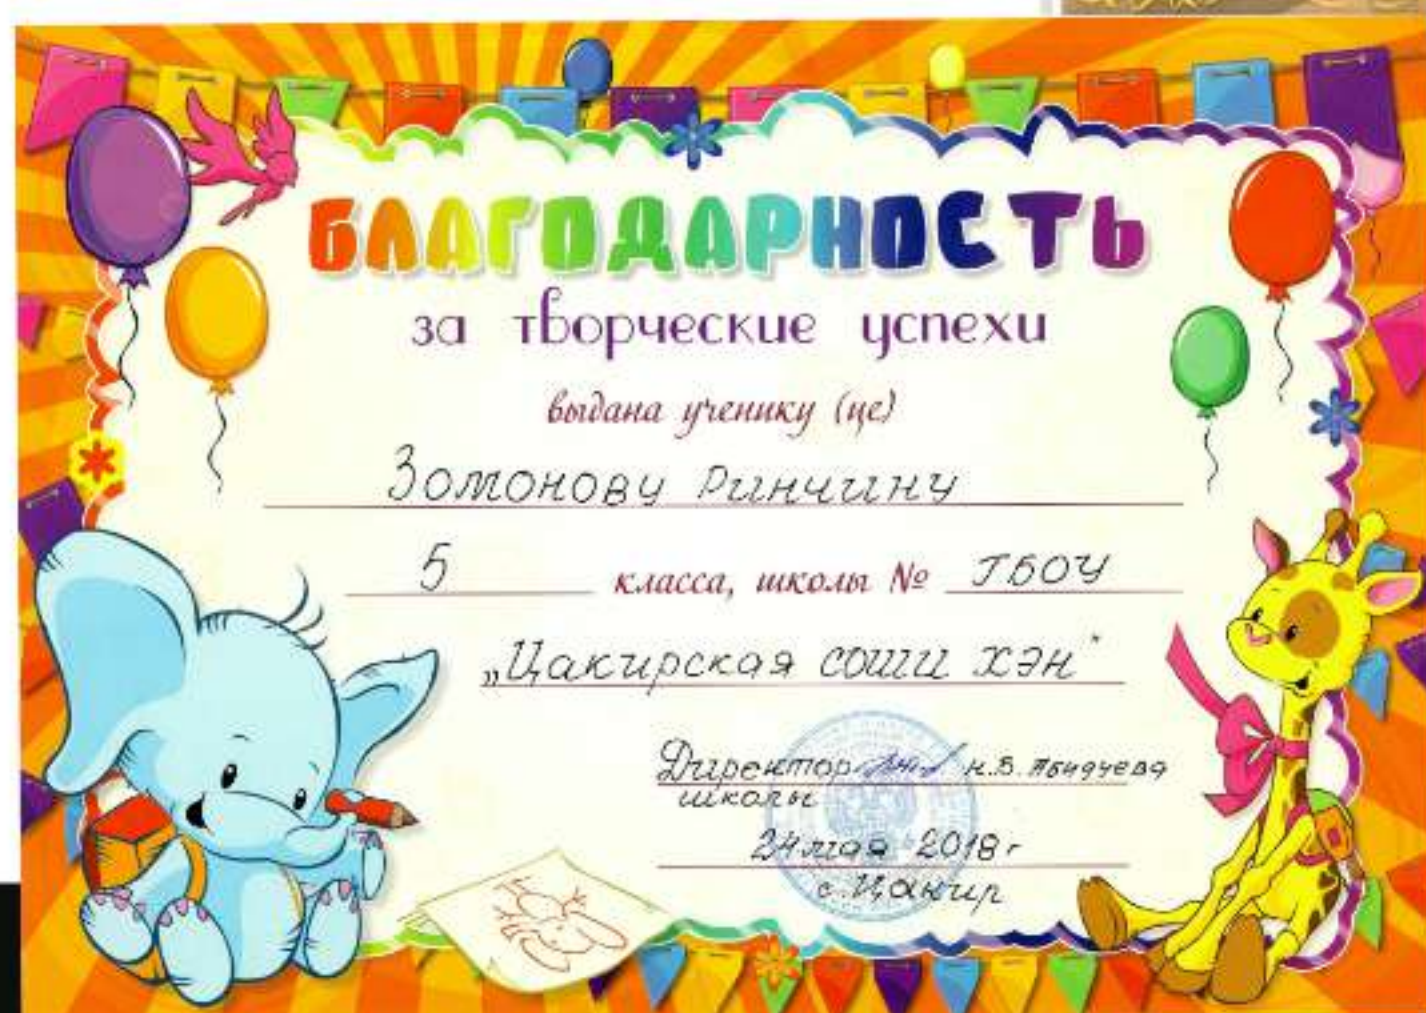 БЛАГОДАРНОСТЬ
за творческие успехи
выдана ученику (це)
Зомонову Ринчину
5 класса, школы № ГБОУ
„Цакирская СОШИ ХЭН"
Директор Н.В.
школы
24 мая 2018 г
с. Цакир